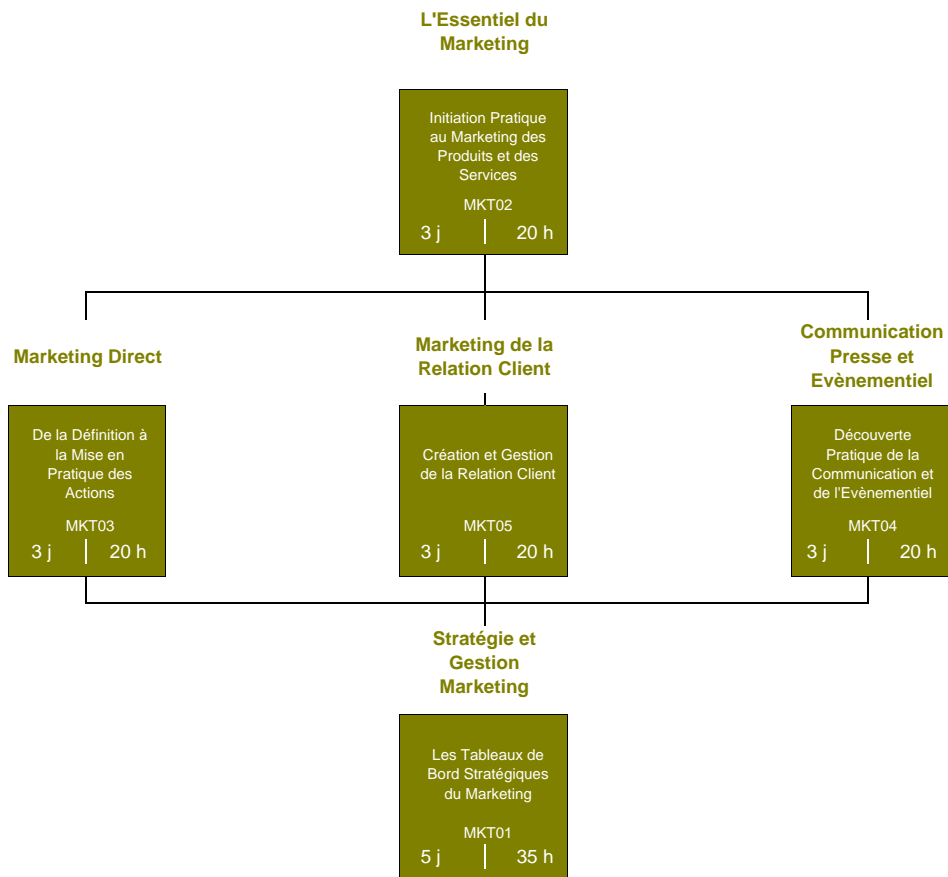 L'Essentiel du
Marketing
Initiation Pratique
au Marketing des
Produits et des
Services
MKT02
3 j 20 h
Marketing Direct
De la Définition à
la Mise en
Pratique des
Actions
MKT03
3 j 20 h
Marketing de la
Relation Client
Création et Gestion
de la Relation Client
MKT05
3 j 20 h
Communication
Presse et
Evènementiel
Découverte
Pratique de la
Communication et
de l'Evènementiel
MKT04
3 j 20 h
Stratégie et
Gestion
Marketing
Les Tableaux de
Bord Stratégiques
du Marketing
MKT01
5 j 35 h